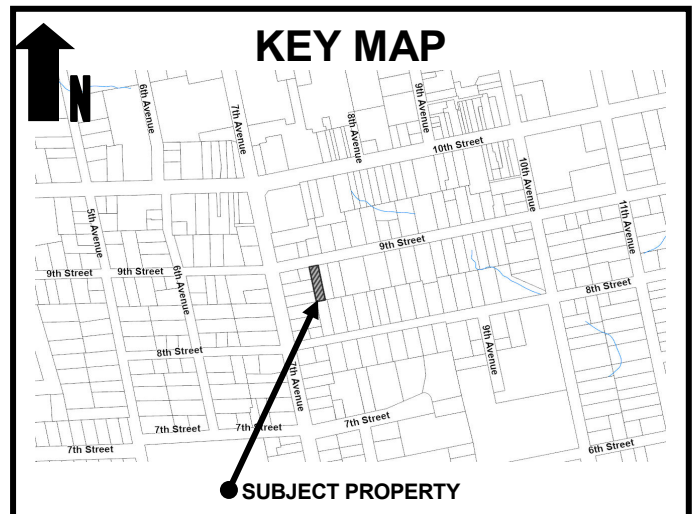 KEY MAP
N
6th Avenue
7th Avenue
8th Avenue
9th Avenue
10th Street
10th Avenue
5th Avenue
11th Avenue
9th Street
9th Street
9th Street
6th Avenue
8th Street
8th Street
9th Avenue
7th Avenue
7th Street
7th Street
7th Street
7th Street
6th Street
SUBJECT PROPERTY